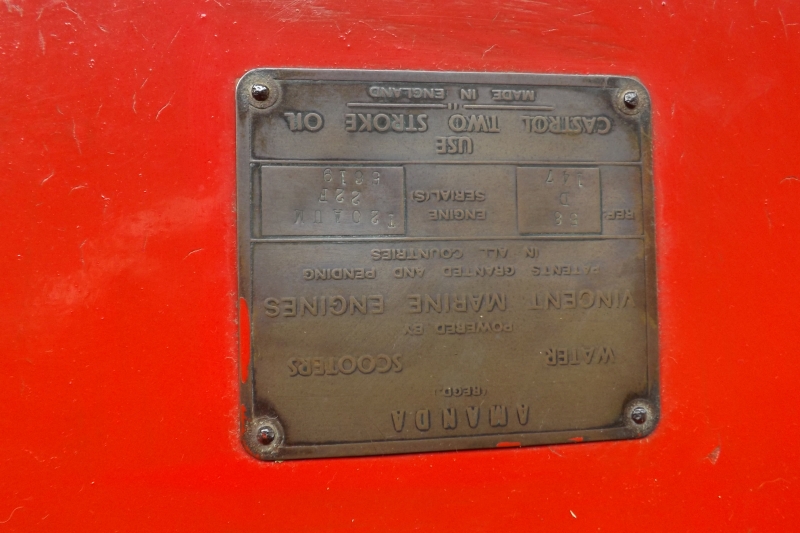 AMANDA
(REGD.)
WATER SCOOTERS
POWERED BY
VINCENT MARINE ENGINES
PATENTS GRANTED AND PENDING
IN ALL COUNTRIES
REF. ENGINE
D SERIAL(S)
USE
CASTROL TWO STROKE OIL
MADE IN ENGLAND